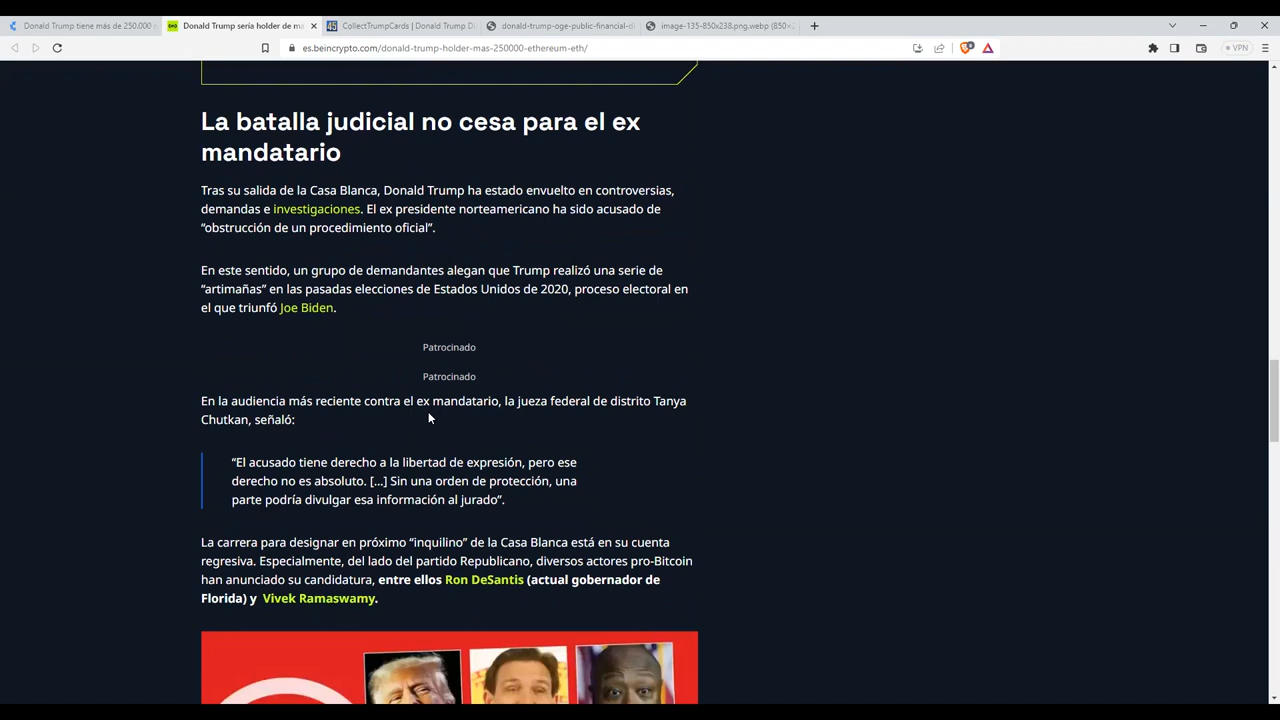 Donald Trump tiene más de 250.000
Donald Trump sería holder de m
CollectTrumpCards | Donald Trump Di
donald-trump-oge-public-financial-di
image-135-850x238.png.webp (850×2
es.beincrypto.com/donald-trump-holder-mas-250000-ethereum-eth/
VPN
La batalla judicial no cesa para el ex
mandatario
Tras su salida de la Casa Blanca, Donald Trump ha estado envuelto en controversias,
demandas e investigaciones. El ex presidente norteamericano ha sido acusado de
“obstrucción de un procedimiento oficial”.
En este sentido, un grupo de demandantes alegan que Trump realizó una serie de
“artimañas” en las pasadas elecciones de Estados Unidos de 2020, proceso electoral en
el que triunfó Joe Biden.
Patrocinado
Patrocinado
En la audiencia más reciente contra el ex mandatario, la jueza federal de distrito Tanya
Chutkan, señaló:
“El acusado tiene derecho a la libertad de expresión, pero ese
derecho no es absoluto. [...] Sin una orden de protección, una
parte podría divulgar esa información al jurado”.
La carrera para designar en próximo “inquilino” de la Casa Blanca está en su cuenta
regresiva. Especialmente, del lado del partido Republicano, diversos actores pro-Bitcoin
han anunciado su candidatura, entre ellos Ron DeSantis (actual gobernador de
Florida) y Vivek Ramaswamy.